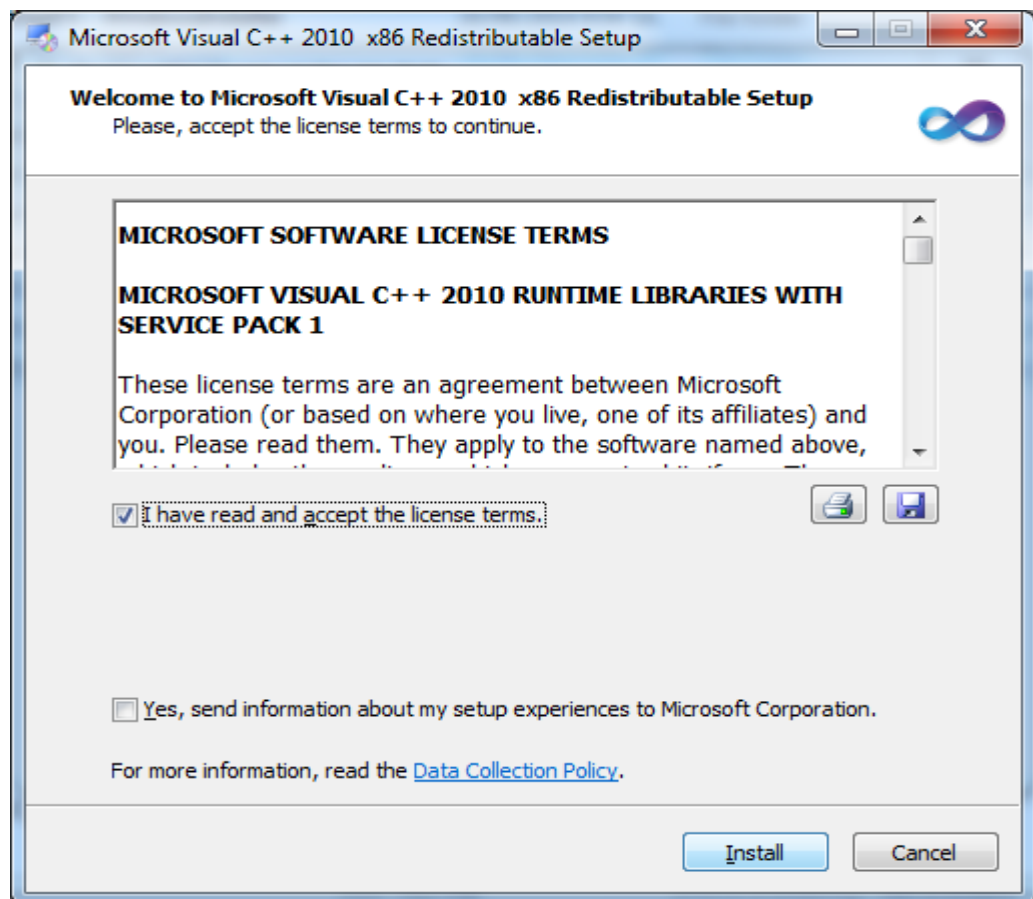 Microsoft Visual C++ 2010  x86 Redistributable Setup
Welcome to Microsoft Visual C++ 2010  x86 Redistributable Setup
Please, accept the license terms to continue.
MICROSOFT SOFTWARE LICENSE TERMS
MICROSOFT VISUAL C++ 2010 RUNTIME LIBRARIES WITH
SERVICE PACK 1
These license terms are an agreement between Microsoft
Corporation (or based on where you live, one of its affiliates) and
you. Please read them. They apply to the software named above,
I have read and accept the license terms.
Yes, send information about my setup experiences to Microsoft Corporation.
For more information, read the Data Collection Policy.
Install
Cancel